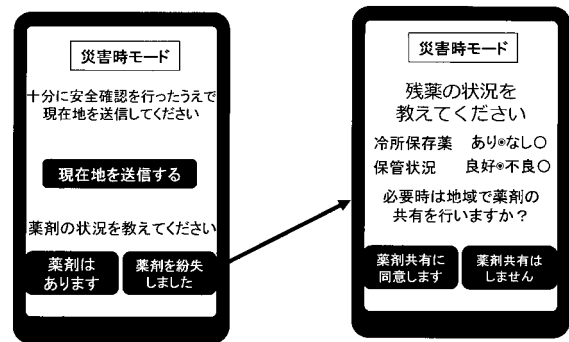 災害時モード
十分に安全確認を行ったうえで
現在地を送信してください
現在地を送信する
薬剤の状況を教えてください
薬剤は
あります
薬剤を紛失
しました
災害時モード
残薬の状況を
教えてください
冷所保存薬 あり◉なし○
保管状況 良好◉不良○
必要時は地域で薬剤の
共有を行いますか?
薬剤共有に
同意します
薬剤共有は
しません